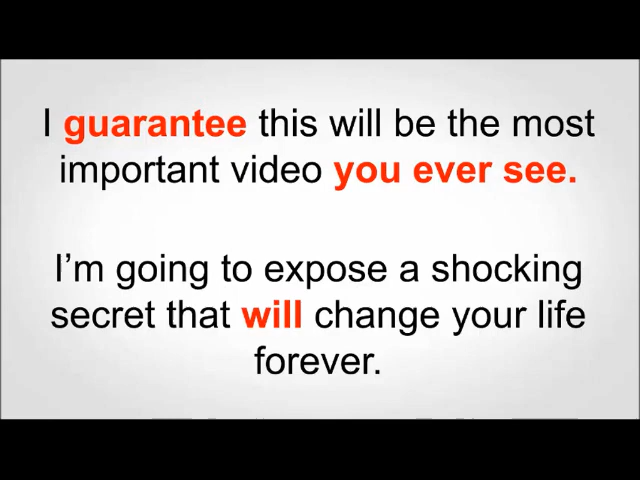 I guarantee this will be the most
important video you ever see.
I'm going to expose a shocking
secret that will change your life
forever.